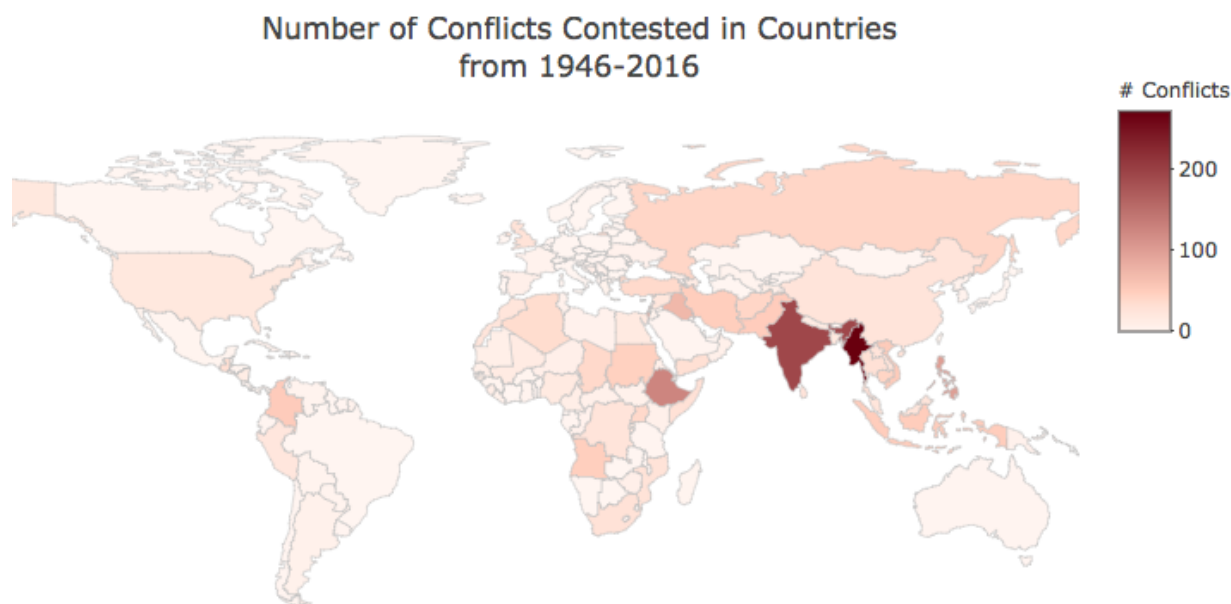 Number of Conflicts Contested in Countries
from 1946-2016
# Conflicts
200
100
0